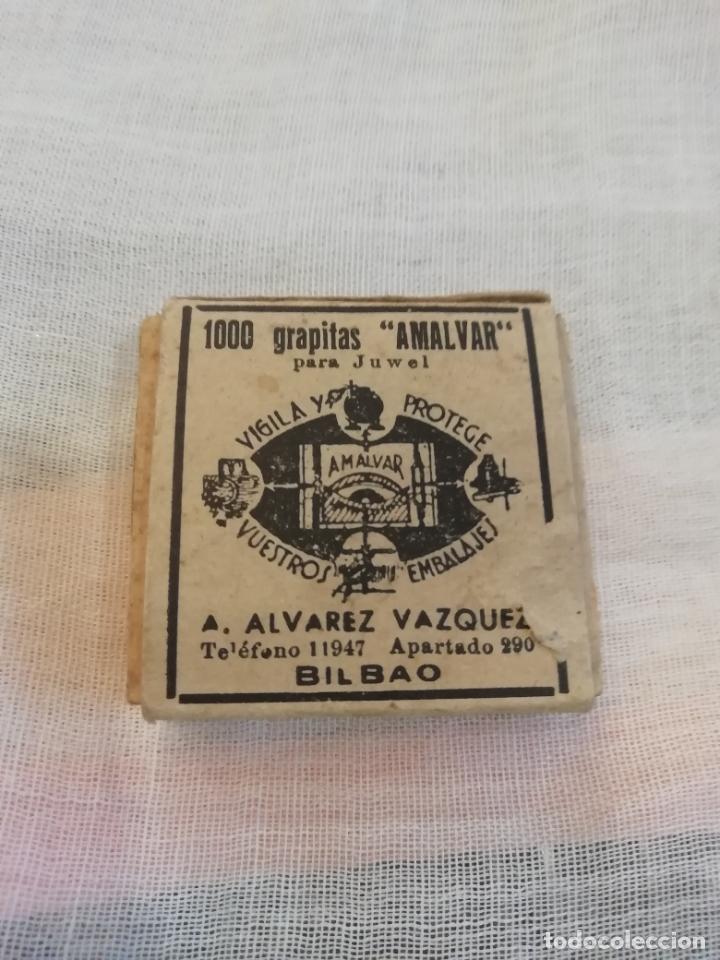 1000 grapitas "AMALVAR"
para Juwel
VIGILA Y PROTEGE
AMALVAR
VUESTROS EMBALAJES
A. ALVAREZ VAZQUEZ
Teléfono 11947 Apartado 290
BILBAO
todocoleccion